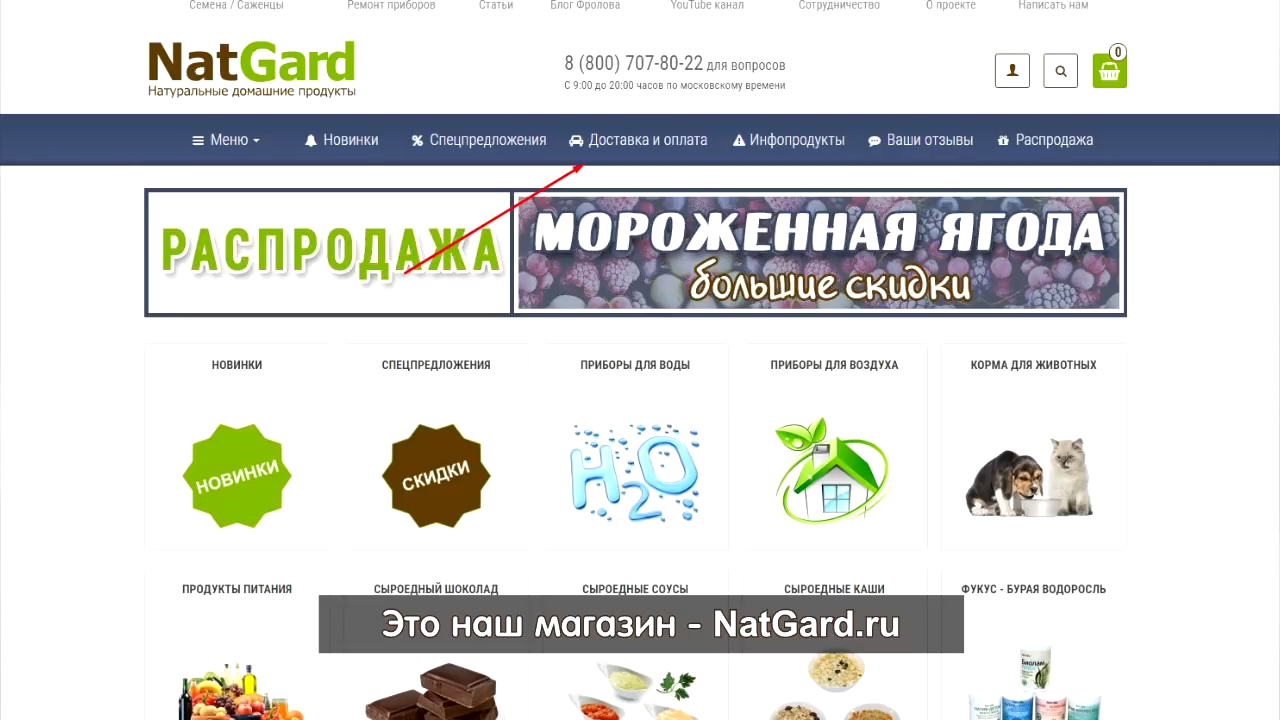 Семена / Саженцы Ремонт приборов Статьи Блог Фролова YouTube канал Сотрудничество О проекте Написать нам
NatGard
Натуральные домашние продукты
8 (800) 707-80-22 для вопросов
С 9:00 до 20:00 часов по московскому времени
0
Меню Новинки Спецпредложения Доставка и оплата Инфопродукты Ваши отзывы Распродажа
РАСПРОДАЖА
МОРОЖЕННАЯ ЯГОДА
большие скидки
НОВИНКИ СПЕЦПРЕДЛОЖЕНИЯ ПРИБОРЫ ДЛЯ ВОДЫ ПРИБОРЫ ДЛЯ ВОЗДУХА КОРМА ДЛЯ ЖИВОТНЫХ
НОВИНКИ
СКИДКИ
H2O
ПРОДУКТЫ ПИТАНИЯ СЫРОЕДНЫЙ ШОКОЛАД СЫРОЕДНЫЕ СОУСЫ СЫРОЕДНЫЕ КАШИ ФУКУС - БУРАЯ ВОДОРОСЛЬ
Это наш магазин - NatGard.ru